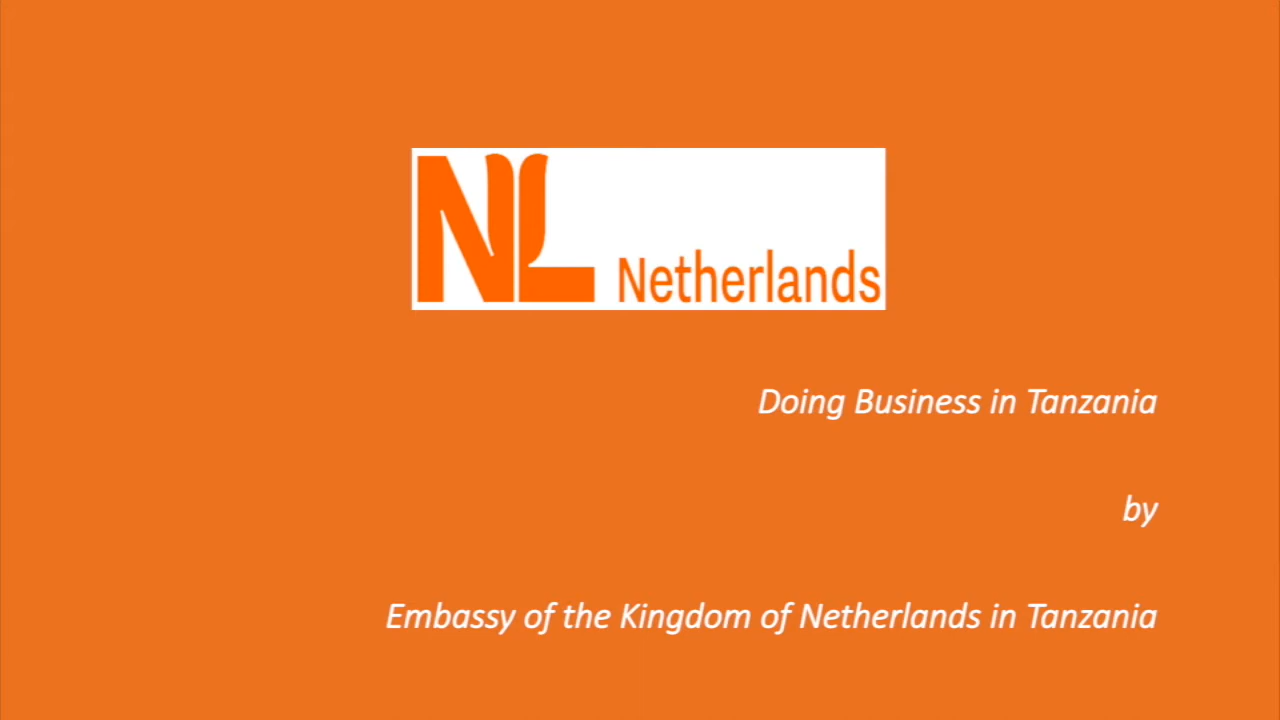 NL Netherlands
Doing Business in Tanzania
by
Embassy of the Kingdom of Netherlands in Tanzania